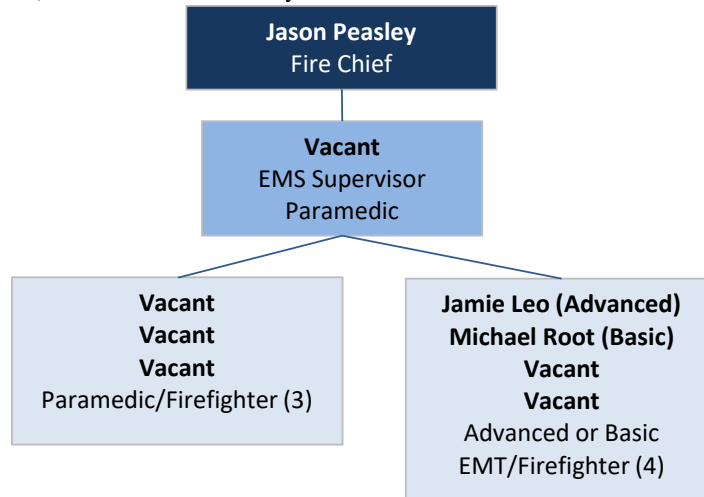 Jason Peasley
Fire Chief
Vacant
EMS Supervisor
Paramedic
Vacant
Vacant
Vacant
Paramedic/Firefighter (3)
Jamie Leo (Advanced)
Michael Root (Basic)
Vacant
Vacant
Advanced or Basic
EMT/Firefighter (4)